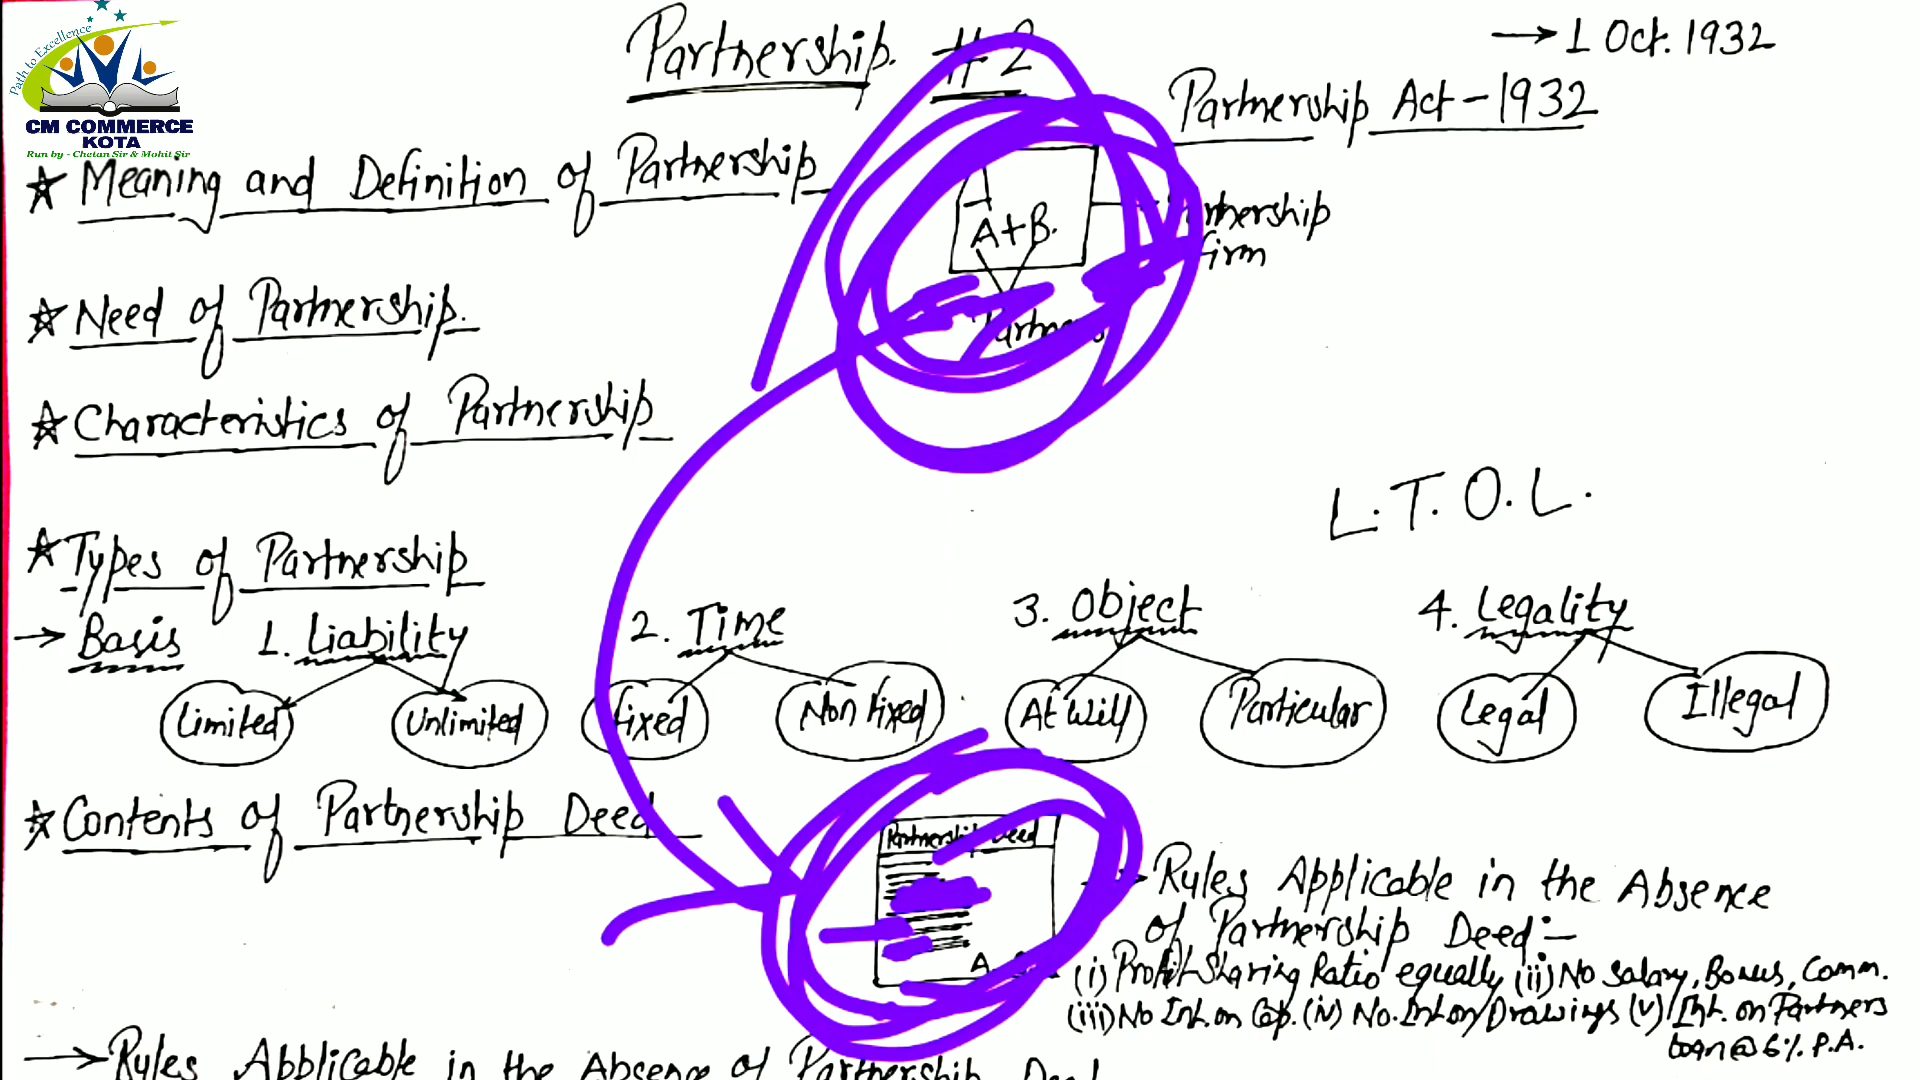 Path to Excellence
CM COMMERCE
KOTA
Run by - Chetan Sir & Mohit Sir
Partnership. #2
→ 1 Oct. 1932
Partnership Act-1932
☆ Meaning and Definition of Partnership
A+B.
Partnership
firm
Partners
☆ Need of Partnership.
☆ Characteristics of Partnership
L.T.O.L.
☆ Types of Partnership
→ Basis 1. Liability 2. Time 3. Object 4. Legality
Limited Unlimited Fixed Non Fixed At Will Particular Legal Illegal
☆ Contents of Partnership Deed
Partnership Deed
A
→ Rules Applicable in the Absence
of Partnership Deed:-
(i) Profit Sharing Ratio equally (ii) No Salary, Bonus, Comm.
(iii) No Int. on Cap. (iv) No. Int on Drawings (v) Int. on Partners
loan @ 6% P.A.
→ Rules Applicable in the Absence of Partnership Deed